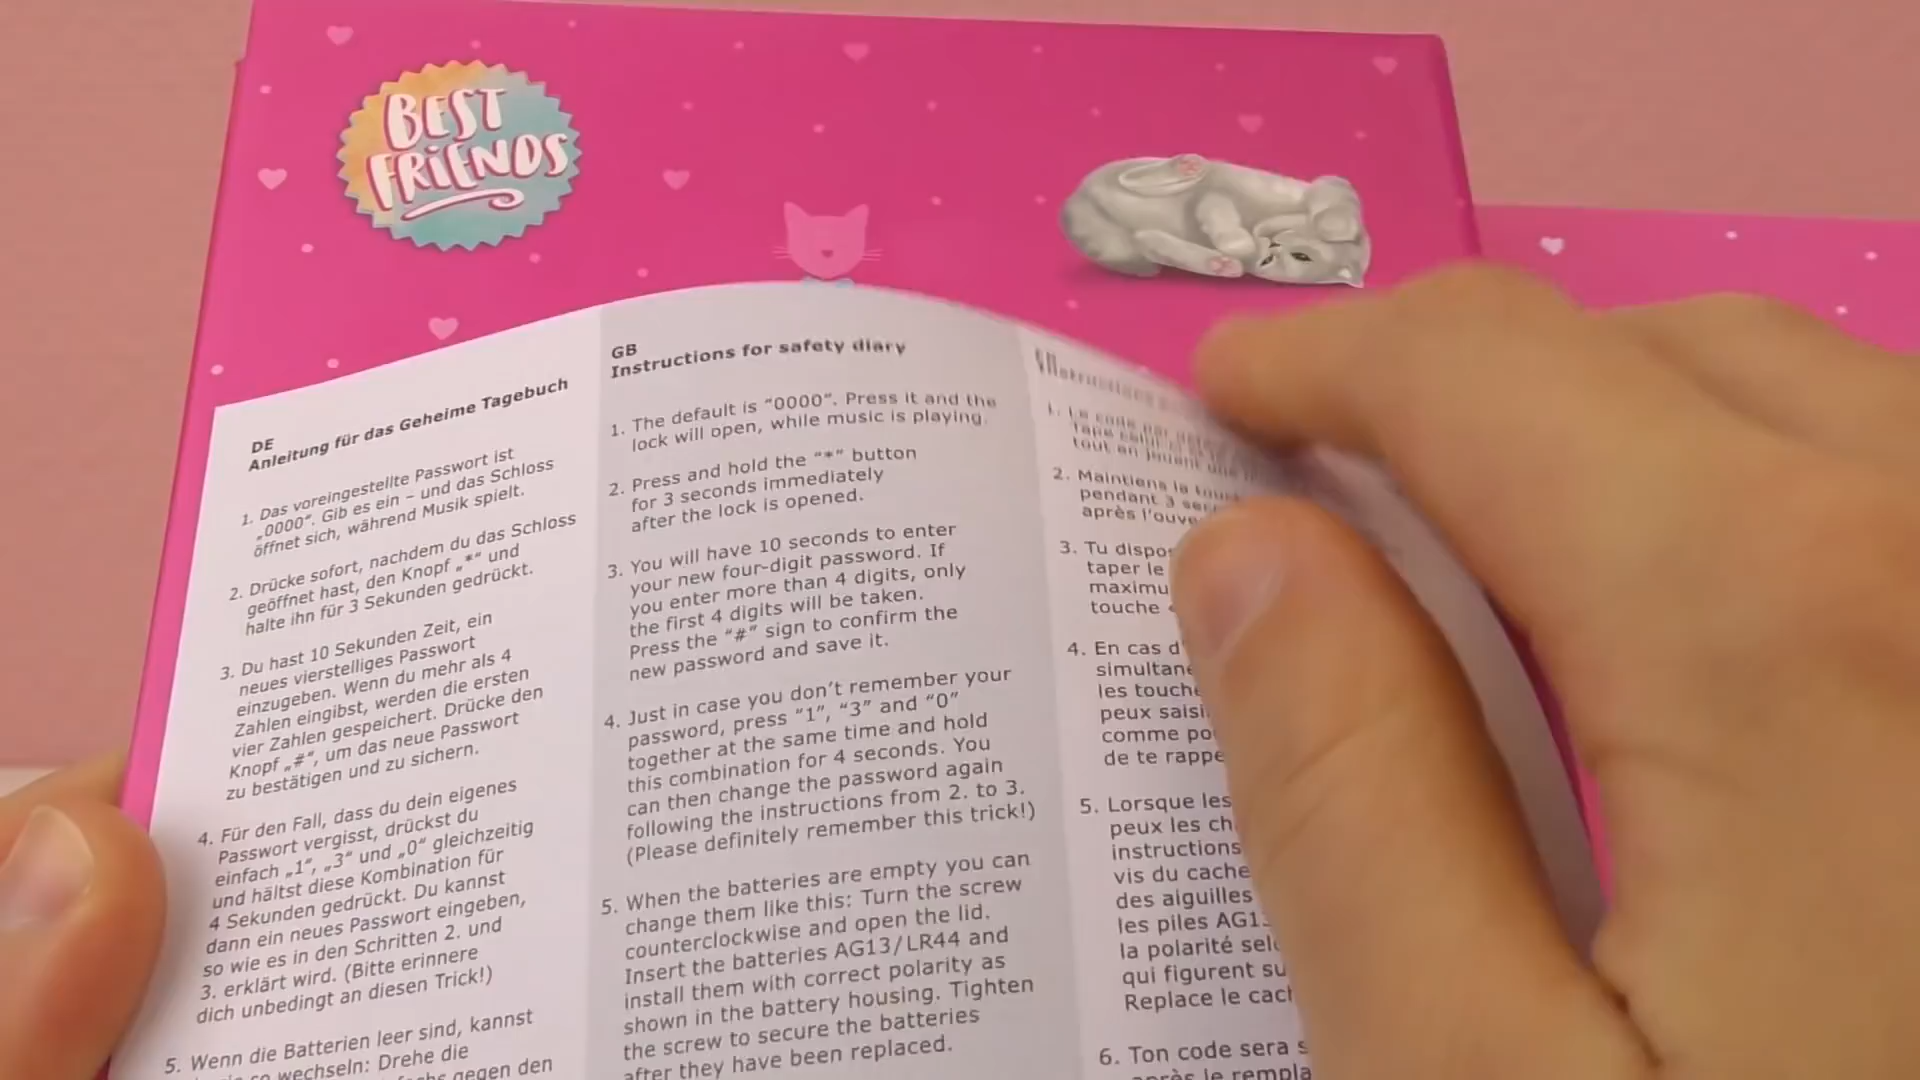 BEST
FRiENDS
DE
Anleitung für das Geheime Tagebuch
1. Das voreingestellte Passwort ist
„0000“. Gib es ein – und das Schloss
öffnet sich, während Musik spielt.
2. Drücke sofort, nachdem du das Schloss
geöffnet hast, den Knopf „*“ und
halte ihn für 3 Sekunden gedrückt.
3. Du hast 10 Sekunden Zeit, ein
neues vierstelliges Passwort
einzugeben. Wenn du mehr als 4
Zahlen eingibst, werden die ersten
vier Zahlen gespeichert. Drücke den
Knopf „#“, um das neue Passwort
zu bestätigen und zu sichern.
4. Für den Fall, dass du dein eigenes
Passwort vergisst, drückst du
einfach „1“, „3“ und „0“ gleichzeitig
und hältst diese Kombination für
4 Sekunden gedrückt. Du kannst
dann ein neues Passwort eingeben,
so wie es in den Schritten 2. und
3. erklärt wird. (Bitte erinnere
dich unbedingt an diesen Trick!)
5. Wenn die Batterien leer sind, kannst
so wechseln: Drehe die
gegen den
GB
Instructions for safety diary
1. The default is “0000”. Press it and the
lock will open, while music is playing.
2. Press and hold the “*” button
for 3 seconds immediately
after the lock is opened.
3. You will have 10 seconds to enter
your new four-digit password. If
you enter more than 4 digits, only
the first 4 digits will be taken.
Press the “#” sign to confirm the
new password and save it.
4. Just in case you don’t remember your
password, press “1”, “3” and “0”
together at the same time and hold
this combination for 4 seconds. You
can then change the password again
following the instructions from 2. to 3.
(Please definitely remember this trick!)
5. When the batteries are empty you can
change them like this: Turn the screw
counterclockwise and open the lid.
Insert the batteries AG13/LR44 and
install them with correct polarity as
shown in the battery housing. Tighten
the screw to secure the batteries
after they have been replaced.
1. Le code par
tout en jouant une
2. Maintiens la
pendant 3
après
3. Tu
taper le
touche
4. En cas
les
peux
comme
de te
5. Lorsque les
peux les
instructions
vis du cache
des aiguilles
les piles
la polarité
qui figurent
Replace le
6. Ton code sera
après le